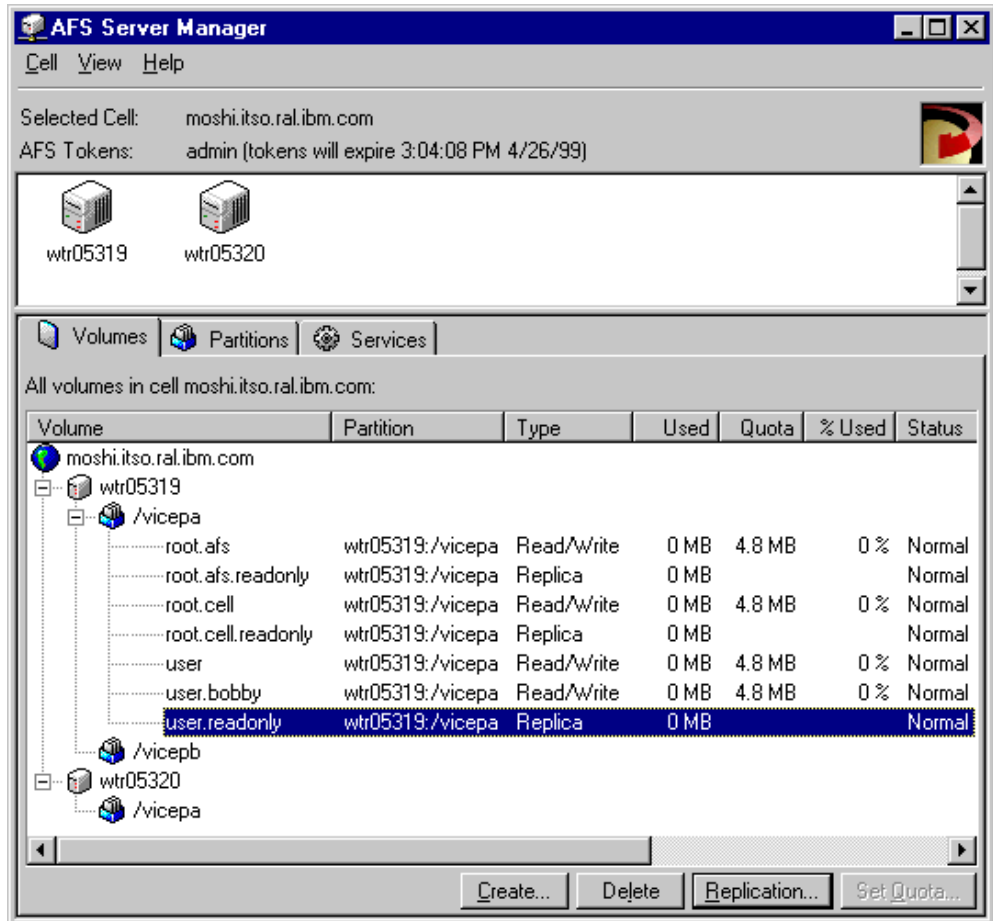 AFS Server Manager
Cell View Help
Selected Cell: moshi.itso.ral.ibm.com
AFS Tokens: admin (tokens will expire 3:04:08 PM 4/26/99)
wtr05319 wtr05320
Volumes Partitions Services
All volumes in cell moshi.itso.ral.ibm.com:
Volume Partition Type Used Quota % Used Status
moshi.itso.ral.ibm.com
wtr05319
/vicepa
root.afs wtr05319:/vicepa Read/Write 0 MB 4.8 MB 0 % Normal
root.afs.readonly wtr05319:/vicepa Replica 0 MB Normal
root.cell wtr05319:/vicepa Read/Write 0 MB 4.8 MB 0 % Normal
root.cell.readonly wtr05319:/vicepa Replica 0 MB Normal
user wtr05319:/vicepa Read/Write 0 MB 4.8 MB 0 % Normal
user.bobby wtr05319:/vicepa Read/Write 0 MB 4.8 MB 0 % Normal
user.readonly wtr05319:/vicepa Replica 0 MB Normal
/vicepb
wtr05320
/vicepa
Create... Delete Replication... Set Quota...